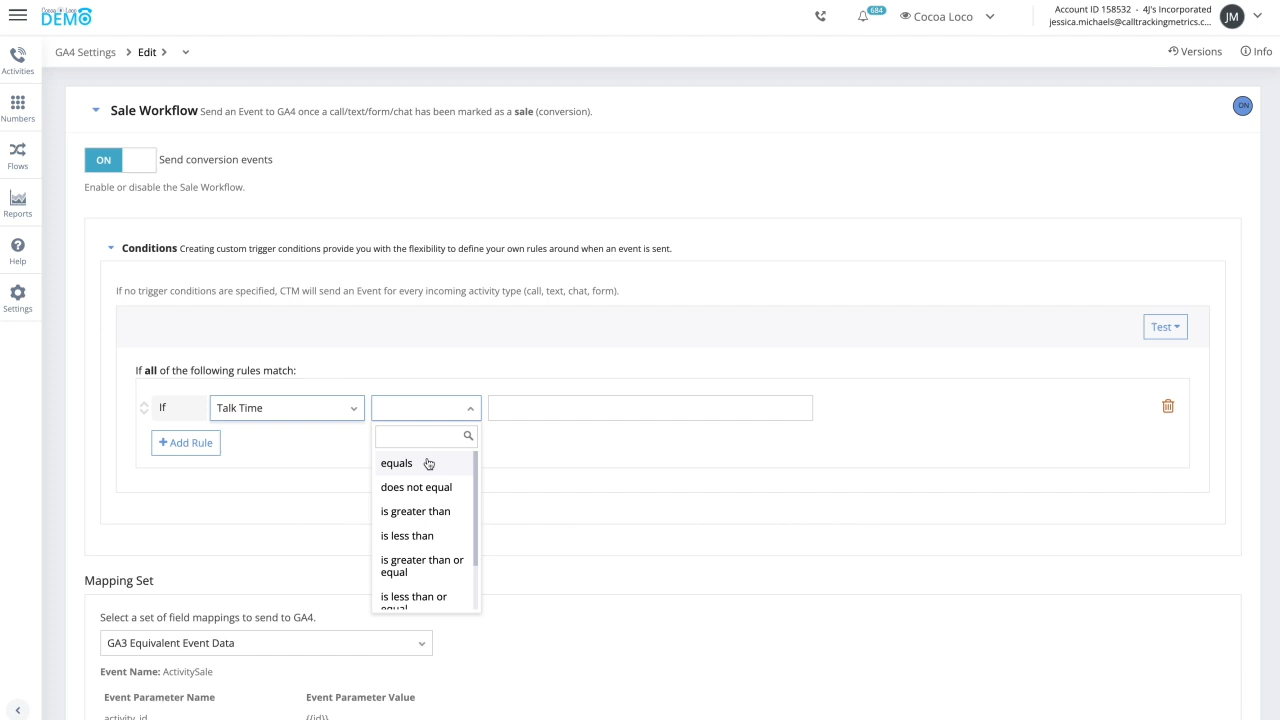 Cocoa Loco
DEMO
684
Cocoa Loco
Account ID 158532 - 4J's Incorporated
jessica.michaels@calltrackingmetrics.c...
JM
GA4 Settings
Edit
Versions
Info
Activities
Numbers
Flows
Reports
Help
Settings
Sale Workflow Send an Event to GA4 once a call/text/form/chat has been marked as a sale (conversion).
ON
ON
Send conversion events
Enable or disable the Sale Workflow.
Conditions Creating custom trigger conditions provide you with the flexibility to define your own rules around when an event is sent.
If no trigger conditions are specified, CTM will send an Event for every incoming activity type (call, text, chat, form).
Test
If all of the following rules match:
If
Talk Time
+ Add Rule
equals
does not equal
is greater than
is less than
is greater than or
equal
is less than or
equal
Mapping Set
Select a set of field mappings to send to GA4.
GA3 Equivalent Event Data
Event Name: ActivitySale
Event Parameter Name
Event Parameter Value
activity_id
{{id}}